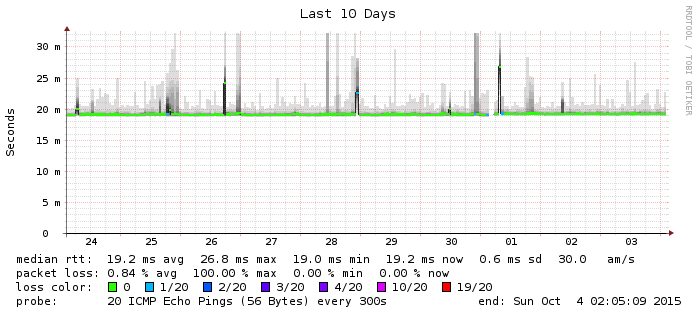 Last 10 Days
RRDTOOL / TOBI OETIKER
Seconds
30 m
25 m
20 m
15 m
10 m
5 m
0
24 25 26 27 28 29 30 01 02 03
median rtt: 19.2 ms avg 26.8 ms max 19.0 ms min 19.2 ms now 0.6 ms sd 30.0 am/s
packet loss: 0.84 % avg 100.00 % max 0.00 % min 0.00 % now
loss color: 0 1/20 2/20 3/20 4/20 10/20 19/20
probe: 20 ICMP Echo Pings (56 Bytes) every 300s end: Sun Oct 4 02:05:09 2015